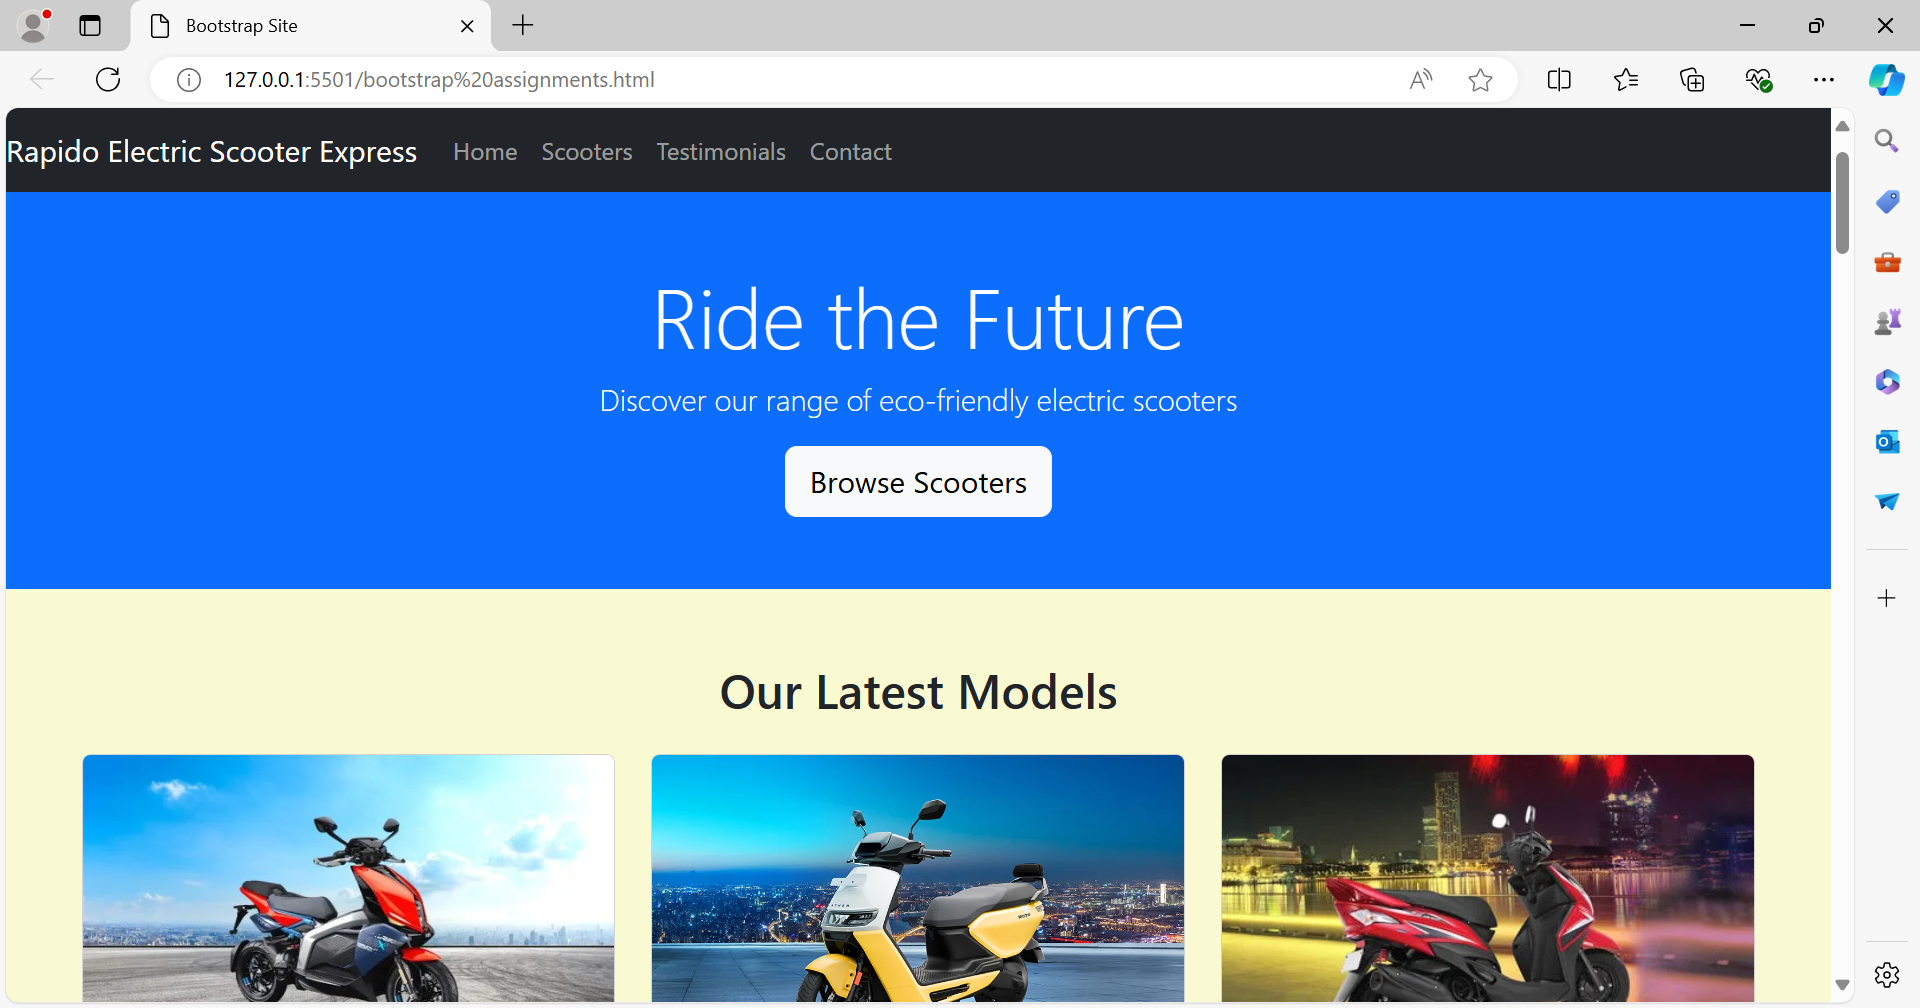 Bootstrap Site
127.0.0.1:5501/bootstrap%20assignments.html
Rapido Electric Scooter Express Home Scooters Testimonials Contact
Ride the Future
Discover our range of eco-friendly electric scooters
Browse Scooters
Our Latest Models